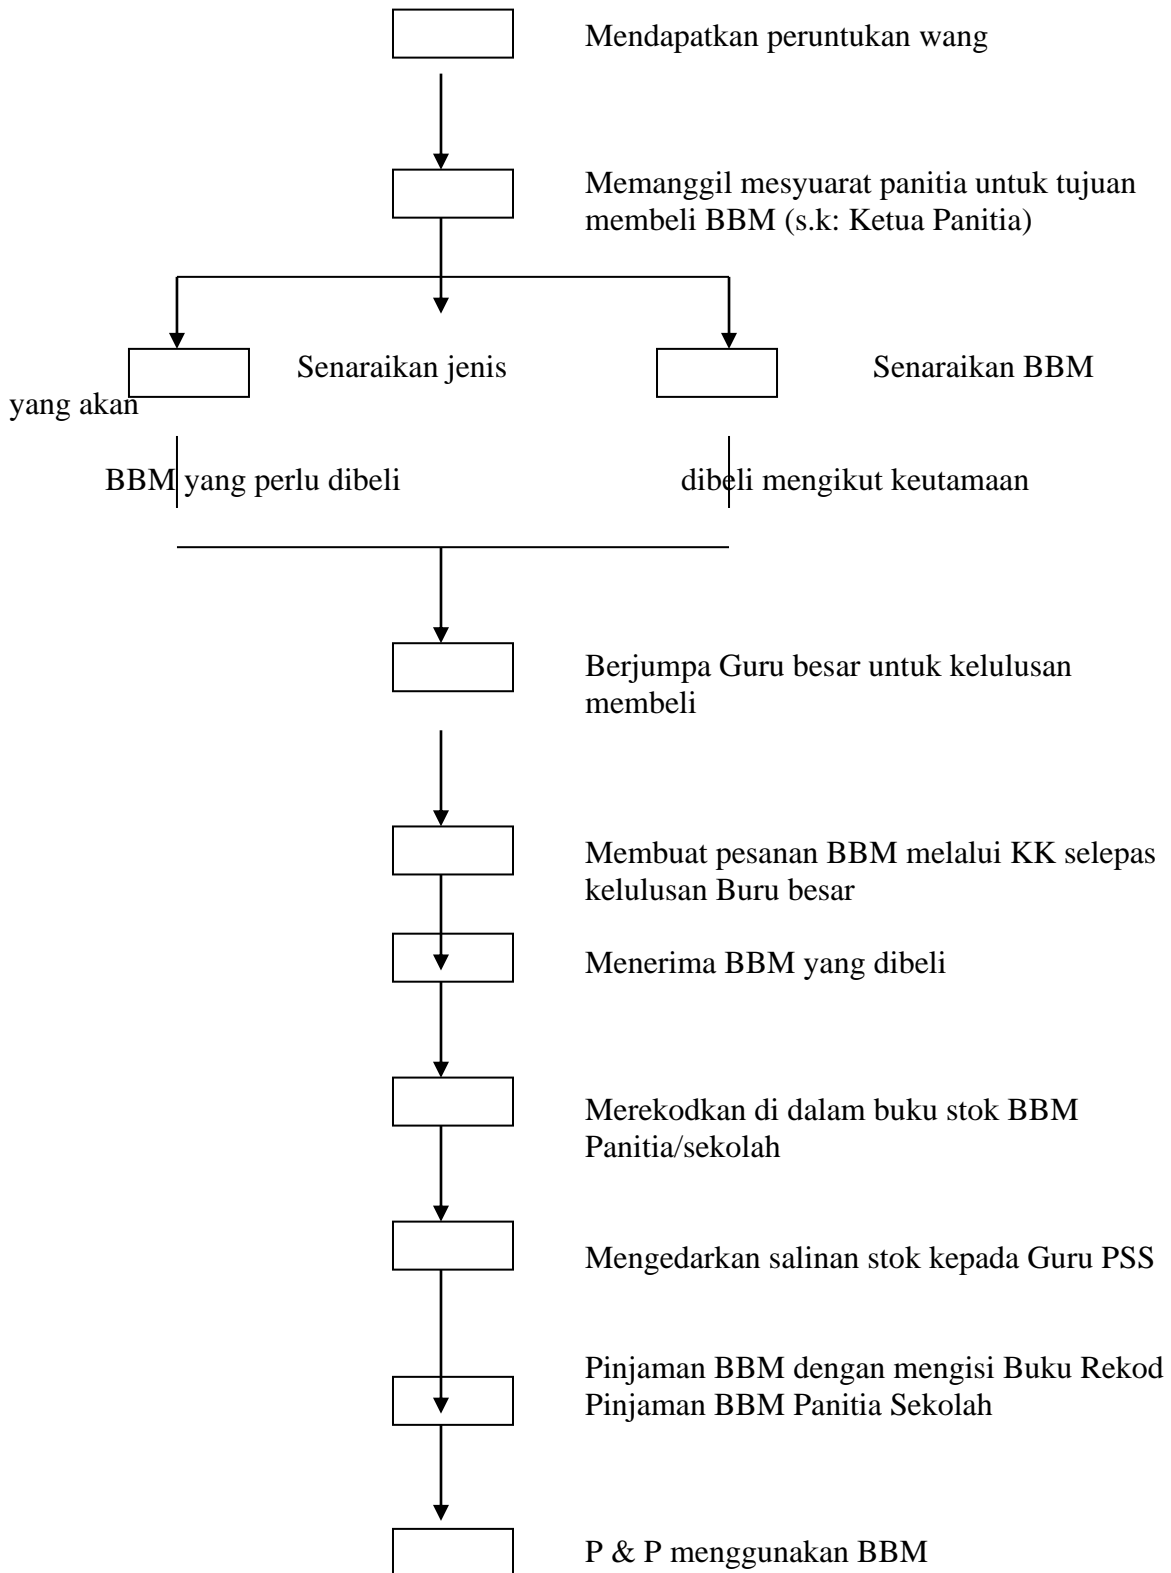 Mendapatkan peruntukan wang
Memanggil mesyuarat panitia untuk tujuan
membeli BBM (s.k: Ketua Panitia)
Senaraikan jenis Senaraikan BBM
yang akan
BBM yang perlu dibeli dibeli mengikut keutamaan
Berjumpa Guru besar untuk kelulusan
membeli
Membuat pesanan BBM melalui KK selepas
kelulusan Buru besar
Menerima BBM yang dibeli
Merekodkan di dalam buku stok BBM
Panitia/sekolah
Mengedarkan salinan stok kepada Guru PSS
Pinjaman BBM dengan mengisi Buku Rekod
Pinjaman BBM Panitia Sekolah
P & P menggunakan BBM